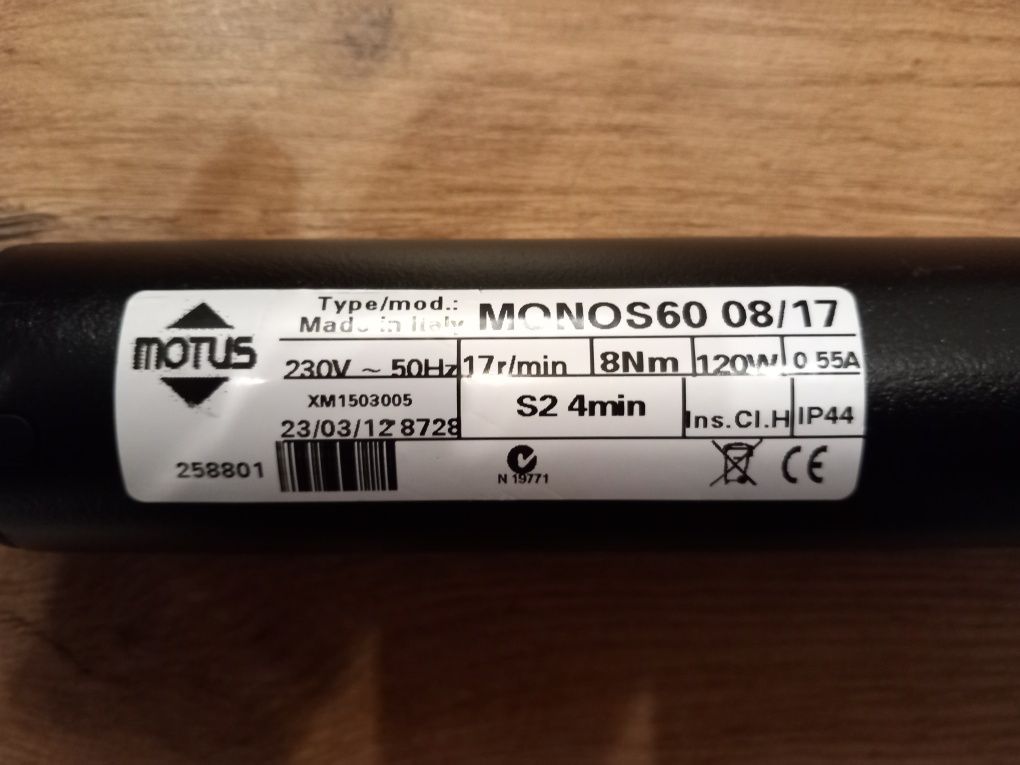 MOTUS
Type/mod.: MONOS60 08/17
Made in Italy
230V ~ 50Hz 17r/min 8Nm 120W 0 55A
XM1503005 S2 4min Ins.Cl.H IP44
23/03/12 8728
258801
N 19771
CE